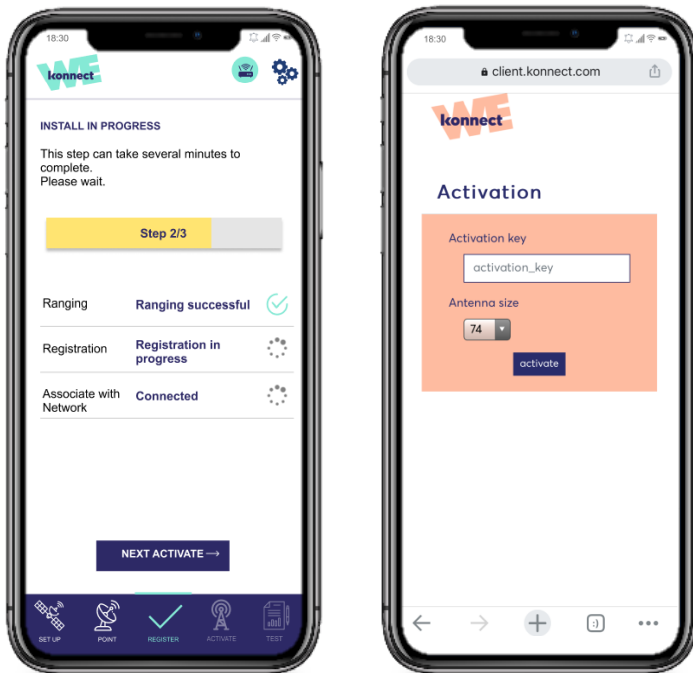 18:30
WE
konnect
INSTALL IN PROGRESS
This step can take several minutes to
complete.
Please wait.
Step 2/3
Ranging Ranging successful
Registration Registration in
progress
Associate with Connected
Network
NEXT ACTIVATE →
SET UP POINT REGISTER ACTIVATE TEST
18:30
client.konnect.com
WE
konnect
Activation
Activation key
activation_key
Antenna size
74
activate
:)